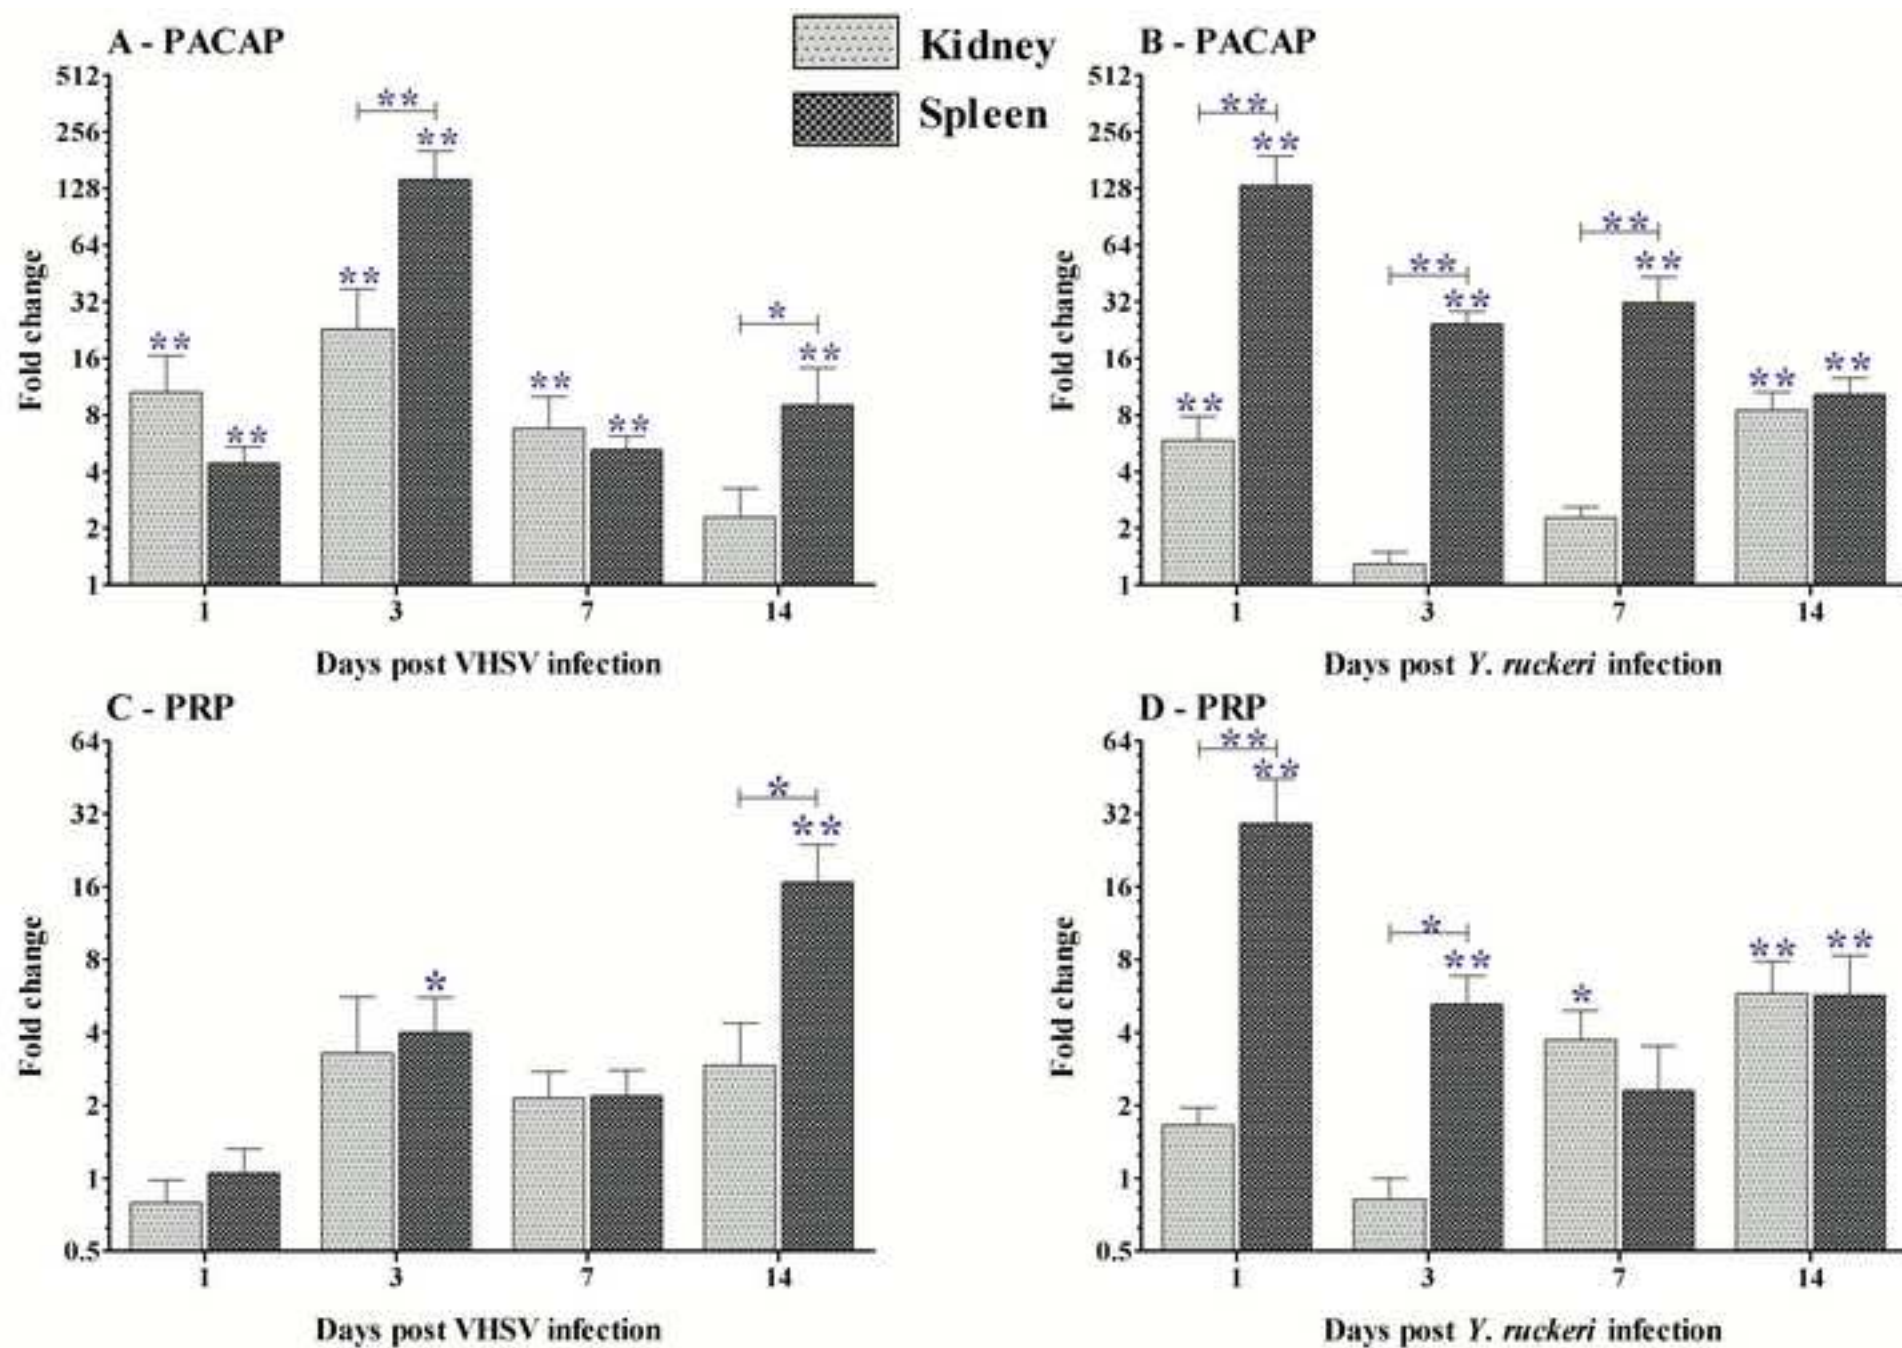 Kidney
Spleen
A - PACAP
512
256
128
64
32
16
8
4
2
1
Fold change
** ** ** ** ** ** ** * **
1 3 7 14
Days post VHSV infection
B - PACAP
512
256
128
64
32
16
8
4
2
1
Fold change
** ** ** ** ** ** ** ** **
1 3 7 14
Days post Y. ruckeri infection
C - PRP
64
32
16
8
4
2
1
0.5
Fold change
* * **
1 3 7 14
Days post VHSV infection
D - PRP
64
32
16
8
4
2
1
0.5
Fold change
** ** * ** * ** **
1 3 7 14
Days post Y. ruckeri infection